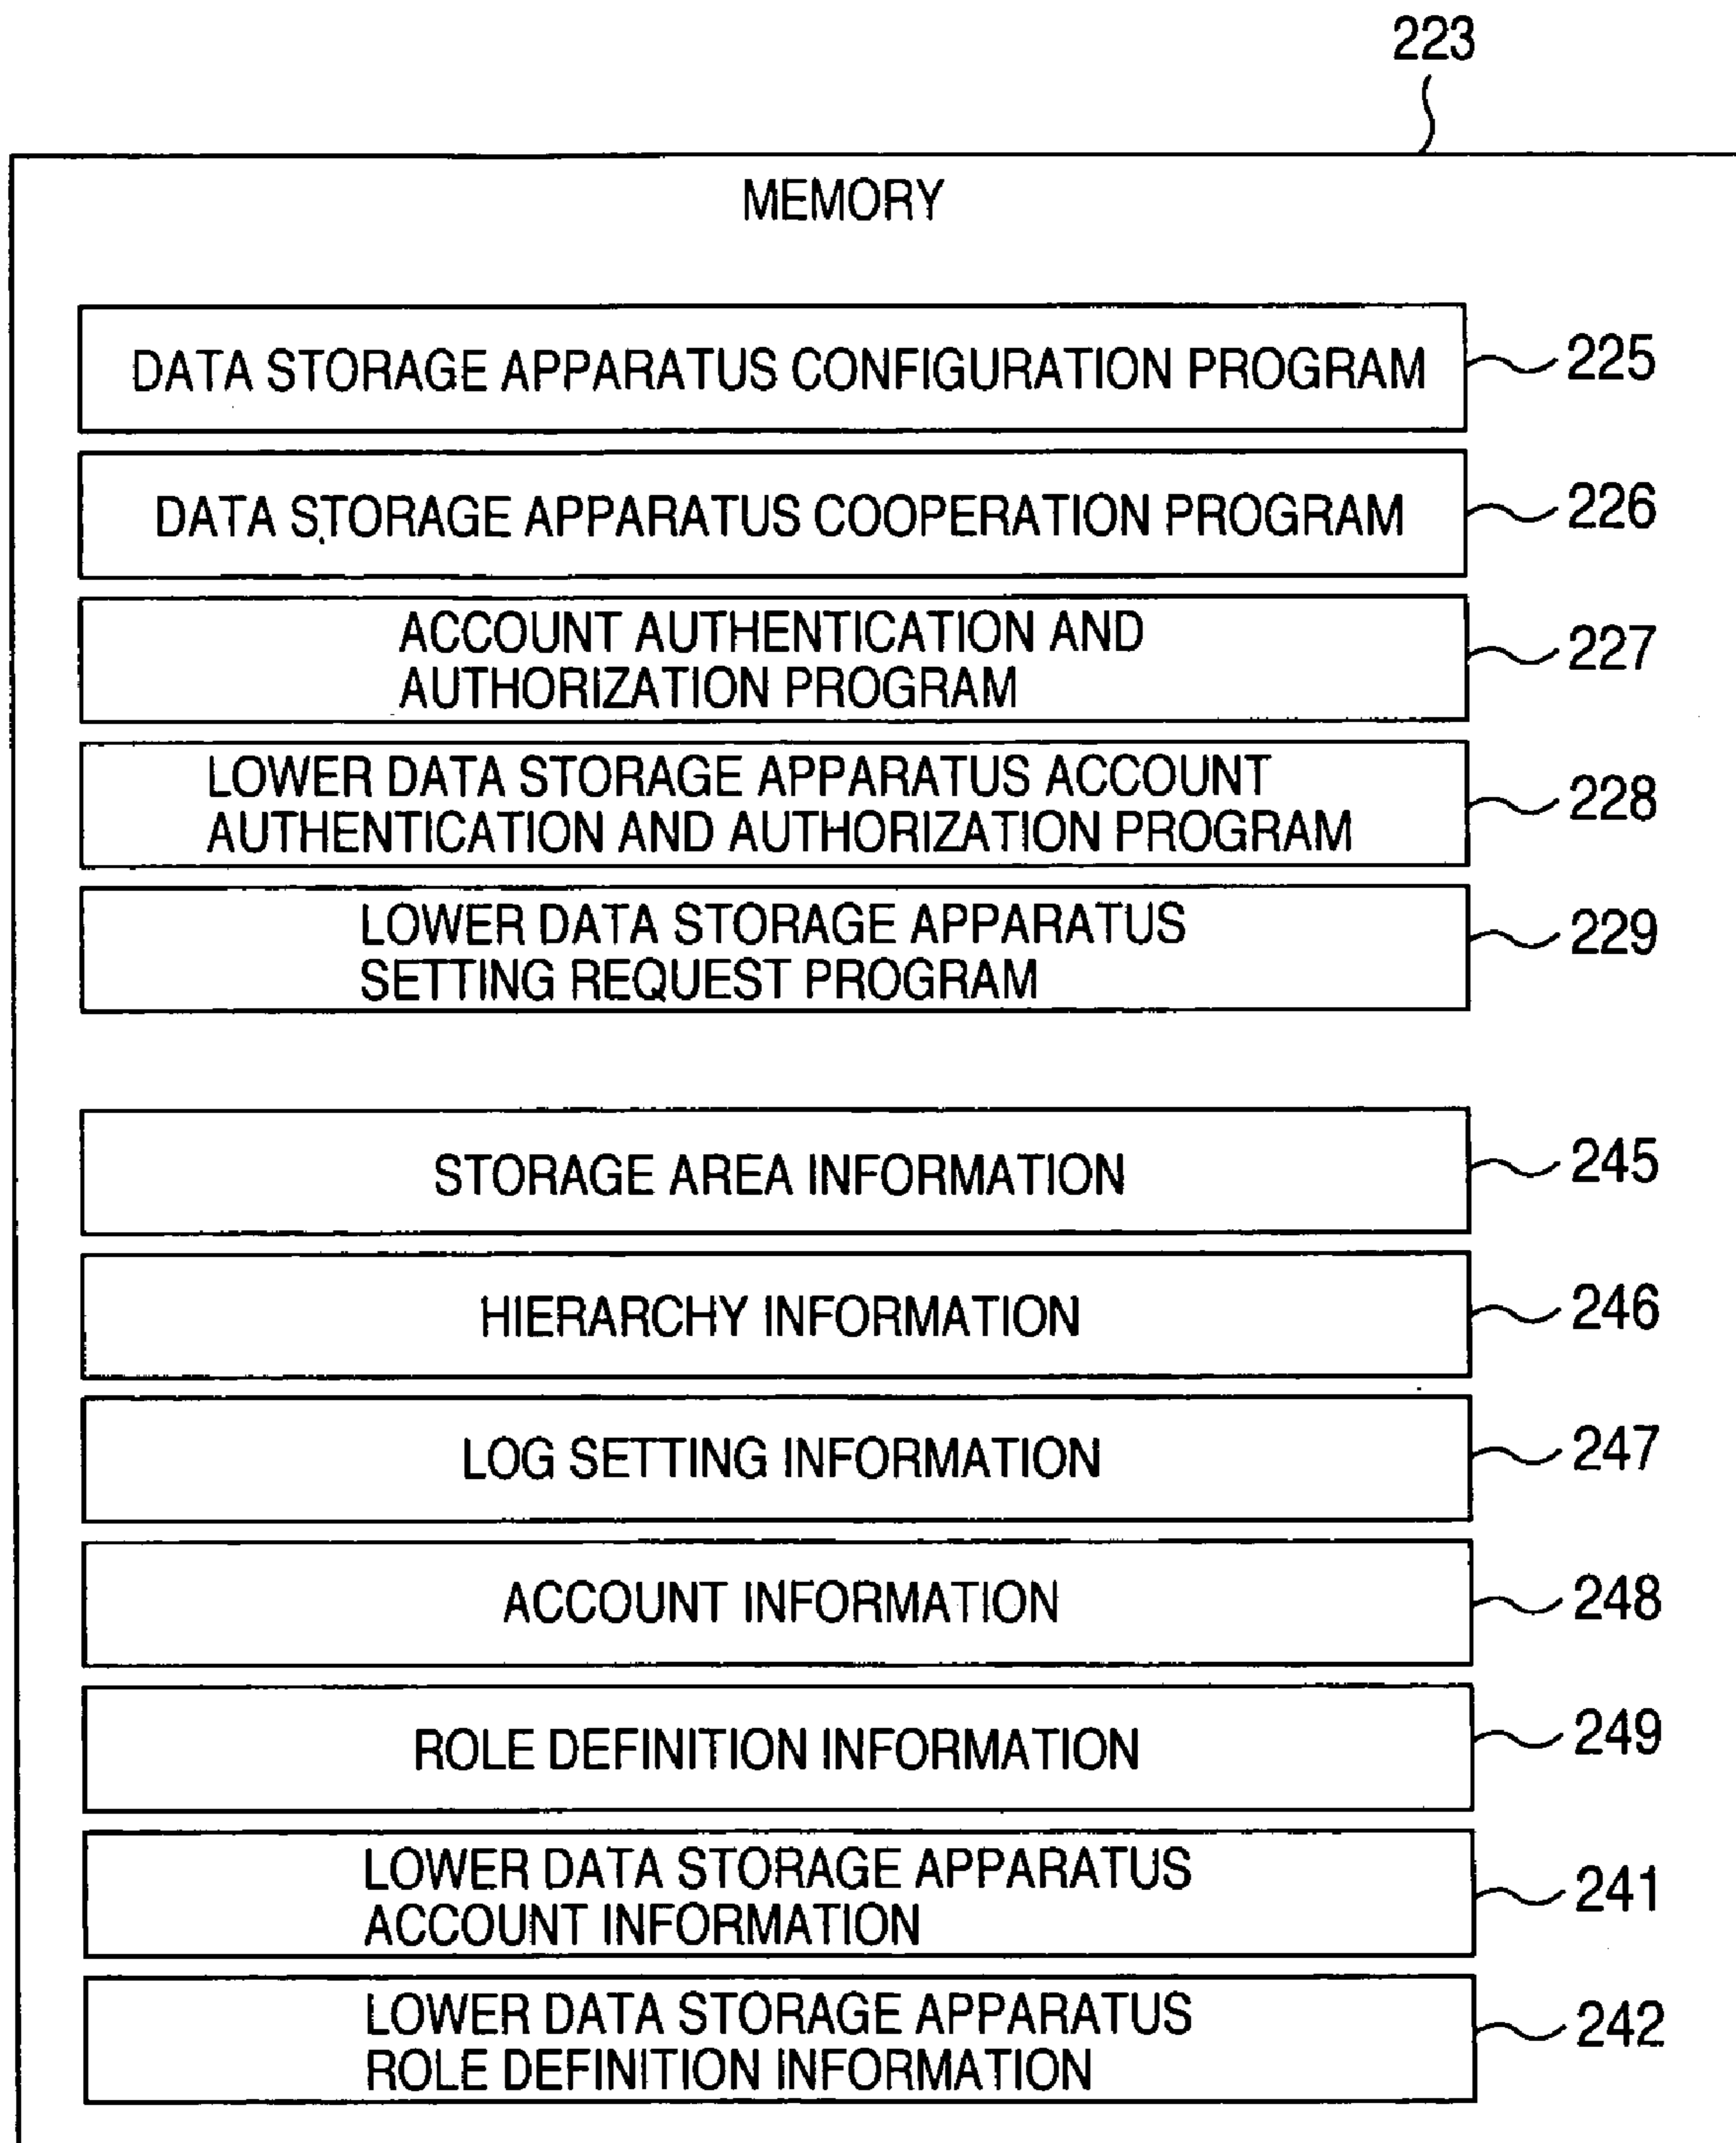 223
MEMORY
DATA STORAGE APPARATUS CONFIGURATION PROGRAM
225
DATA STORAGE APPARATUS COOPERATION PROGRAM
226
ACCOUNT AUTHENTICATION AND
AUTHORIZATION PROGRAM
227
LOWER DATA STORAGE APPARATUS ACCOUNT
AUTHENTICATION AND AUTHORIZATION PROGRAM
228
LOWER DATA STORAGE APPARATUS
SETTING REQUEST PROGRAM
229
STORAGE AREA INFORMATION
245
HIERARCHY INFORMATION
246
LOG SETTING INFORMATION
247
ACCOUNT INFORMATION
248
ROLE DEFINITION INFORMATION
249
LOWER DATA STORAGE APPARATUS
ACCOUNT INFORMATION
241
LOWER DATA STORAGE APPARATUS
ROLE DEFINITION INFORMATION
242